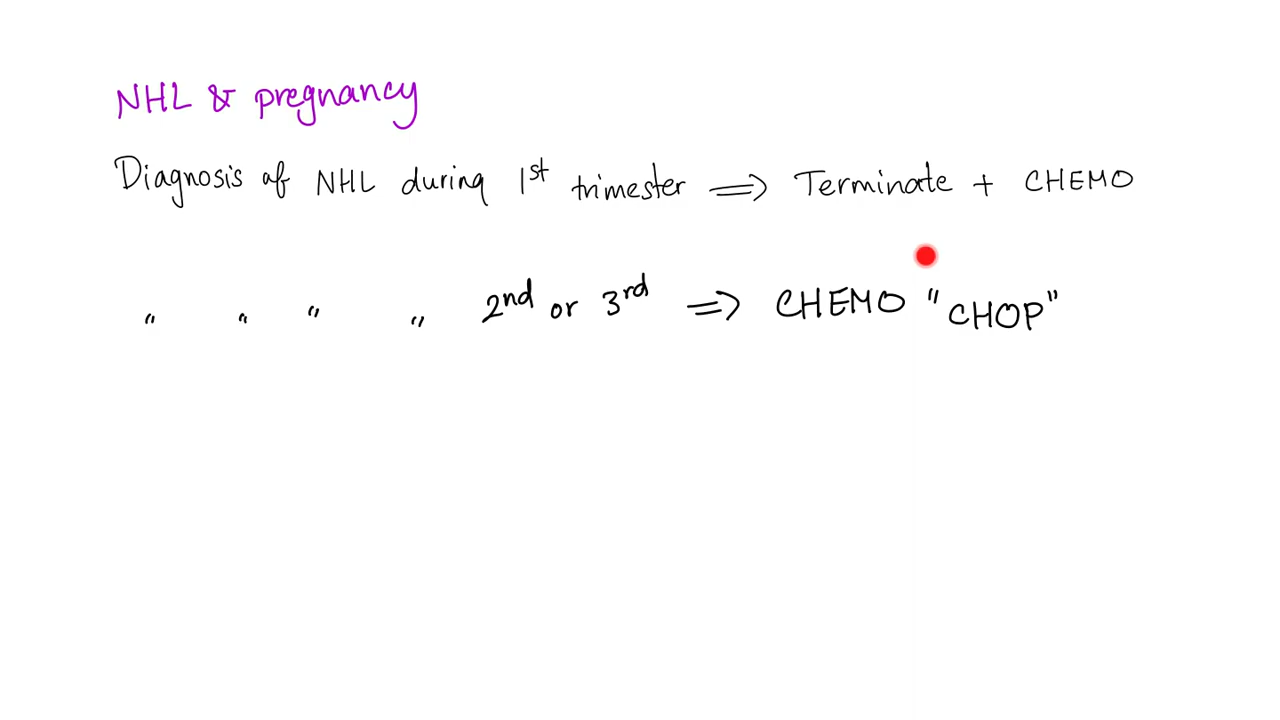 NHL & pregnancy
Diagnosis of NHL during 1st trimester ⇒ Terminate + CHEMO
" " " " 2nd or 3rd ⇒ CHEMO "CHOP"